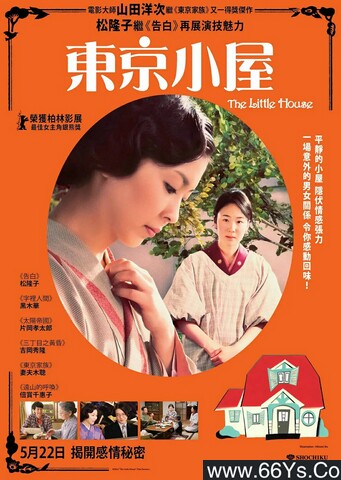 電影大師山田洋次繼《東京家族》又一得獎傑作
松隆子繼《告白》再展演技魅力
東京小屋
The Little House
榮獲柏林影展
最佳女主角銀熊獎
平靜的小屋 隱伏情感張力
一場意外的男女關係 令你感動回味！
《告白》
松隆子
《字裡人間》
黑木華
《太陽帝國》
片岡孝太郎
《三丁目之黃昏》
吉岡秀隆
《東京家族》
妻夫木聰
《遠山的呼喚》
倍賞千惠子
5月22日 揭開感情秘密
SHOCHIKU
www.66Ys.Co